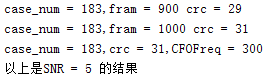 case_num = 183,fram = 900 crc = 29
case_num = 183,fram = 1000 crc = 31
case_num = 183,crc = 31,CFOFreq = 300
以上是SNR = 5 的结果